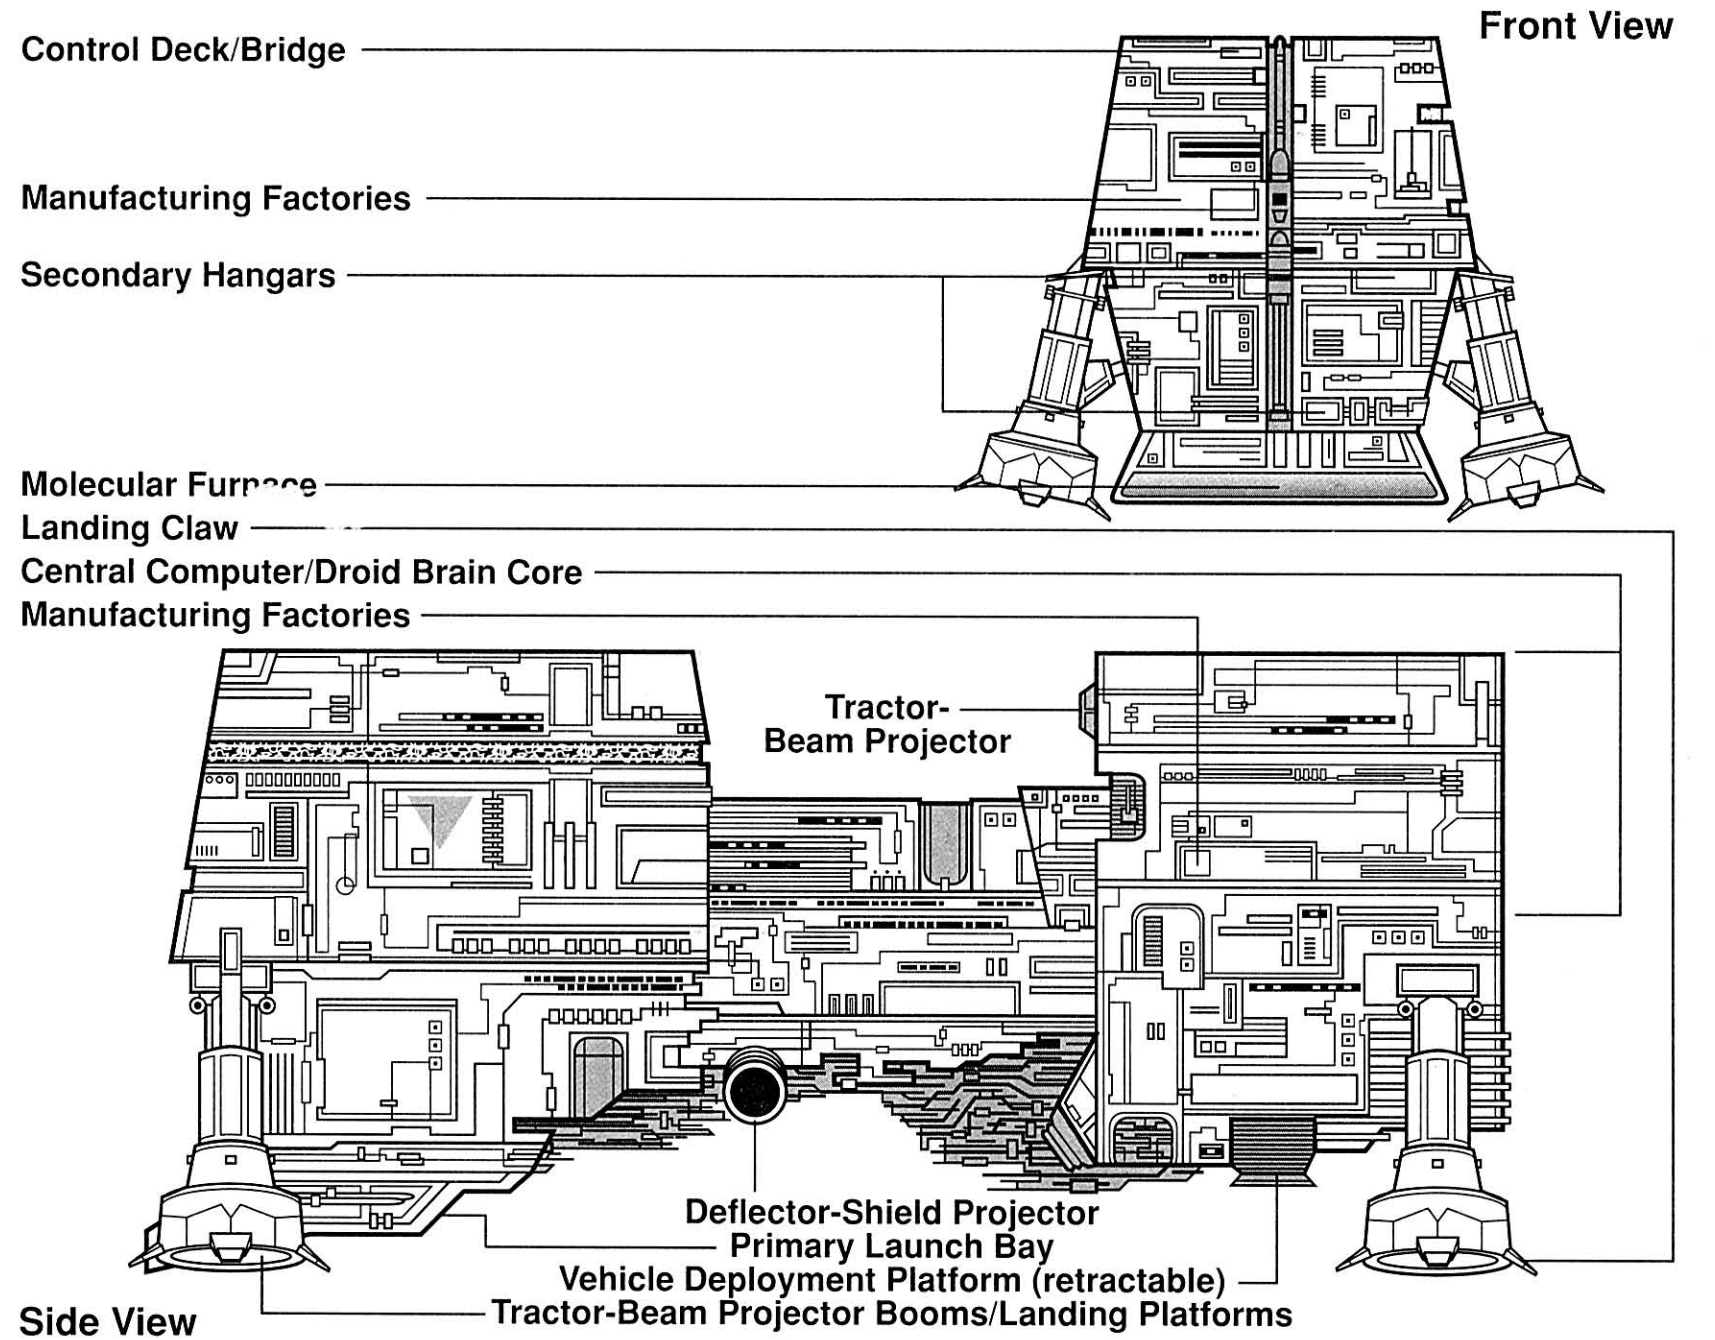 Front View
Control Deck/Bridge
Manufacturing Factories
Secondary Hangars
Molecular Furnace
Landing Claw
Central Computer/Droid Brain Core
Manufacturing Factories
Tractor-
Beam Projector
Deflector-Shield Projector
Primary Launch Bay
Vehicle Deployment Platform (retractable)
Tractor-Beam Projector Booms/Landing Platforms
Side View